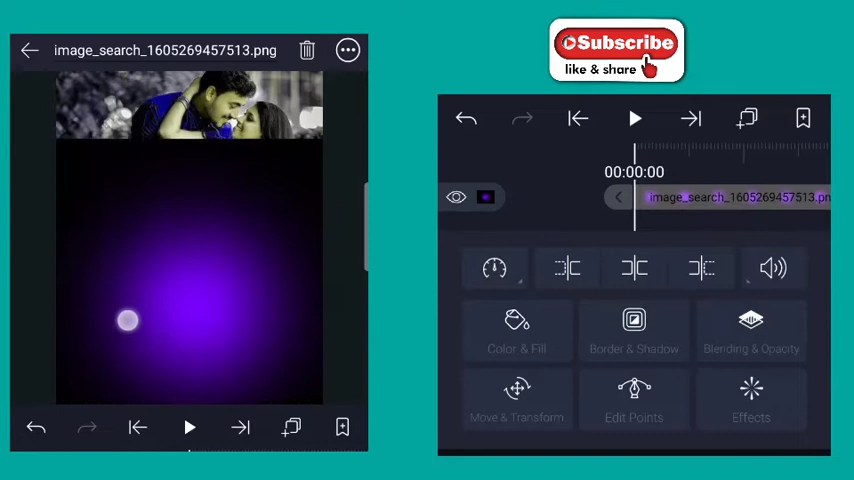 image_search_1605269457513.png
Subscribe
like & share
00:00:00
image_search_1605269457513.pn
Color & Fill
Border & Shadow
Blending & Opacity
Move & Transform
Edit Points
Effects